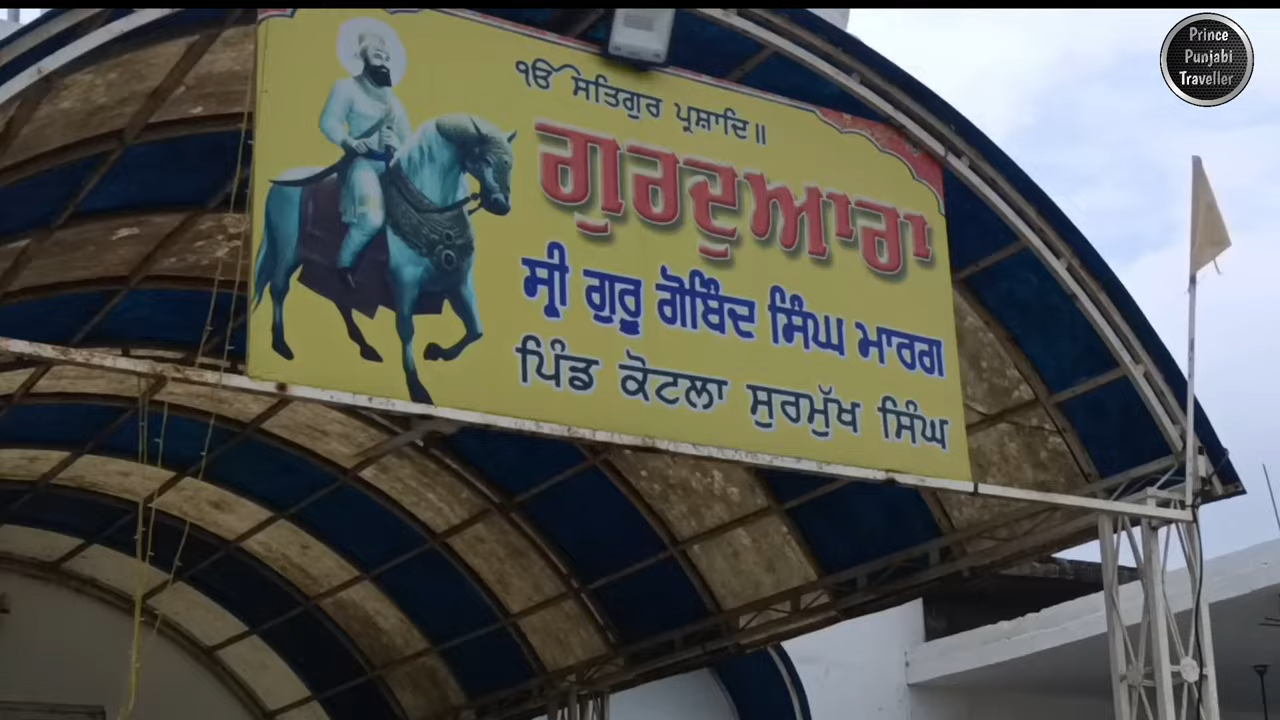 ੴ ਸਤਿਗੁਰ ਪ੍ਰਸ਼ਾਦਿ॥
ਗੁਰਦੁਆਰਾ
ਸ੍ਰੀ ਗੁਰੂ ਗੋਬਿੰਦ ਸਿੰਘ ਮਾਰਗ
ਪਿੰਡ ਕੋਟਲਾ ਸੁਰਮੁੱਖ ਸਿੰਘ
Prince
Punjabi
Traveller